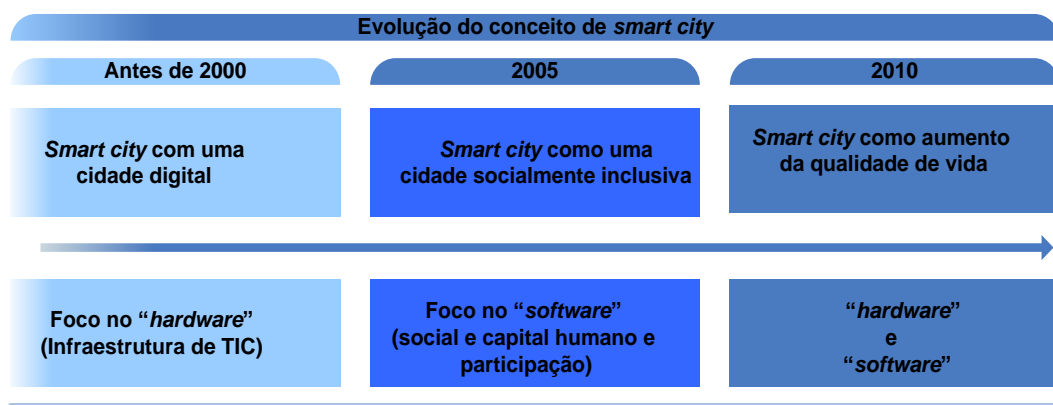 Evolução do conceito de smart city
Antes de 2000
2005
2010
Smart city com uma
cidade digital
Smart city como uma
cidade socialmente inclusiva
Smart city como aumento
da qualidade de vida
Foco no “hardware”
(Infraestrutura de TIC)
Foco no “software”
(social e capital humano e
participação)
“hardware”
e
“software”